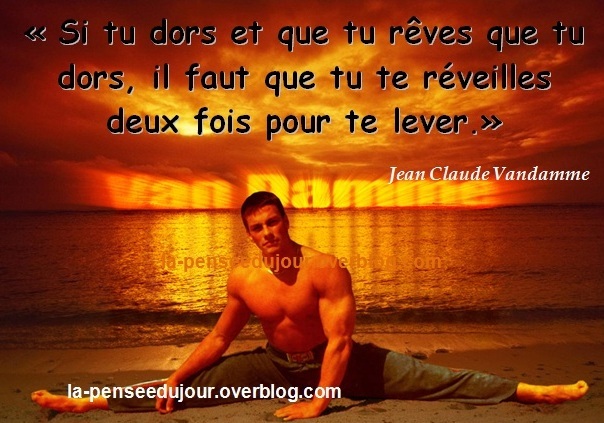 « Si tu dors et que tu rêves que tu
dors, il faut que tu te réveilles
deux fois pour te lever.»
Jean Claude Vandamme
Van Damme
la-penseedujour.overblog.com
la-penseedujour.overblog.com